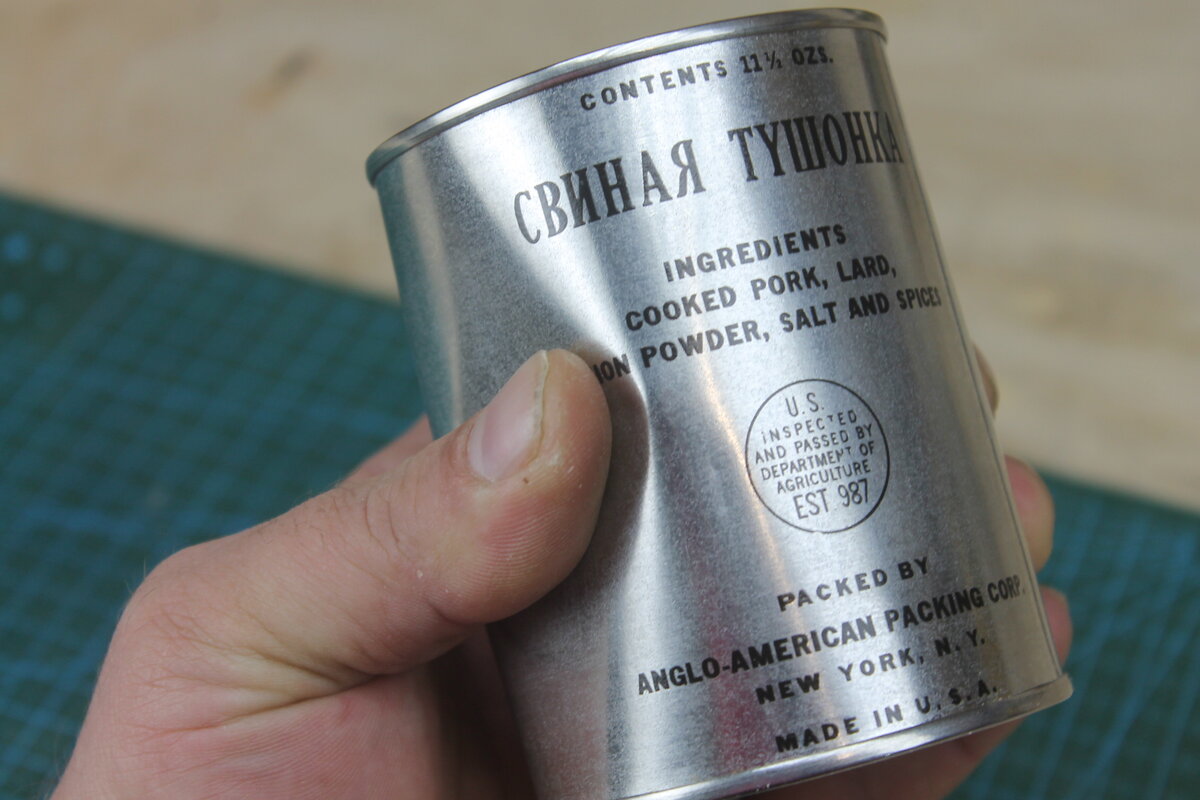 CONTENTS 11½ OZS.
СВИНАЯ ТУШОНКА
INGREDIENTS
COOKED PORK, LARD,
POWDER, SALT AND SPICES
U.S.
INSPECTED
AND PASSED BY
DEPARTMENT OF
AGRICULTURE
EST 987
PACKED BY
ANGLO-AMERICAN PACKING CORP.
NEW YORK, N. Y.
MADE IN U. S. A.